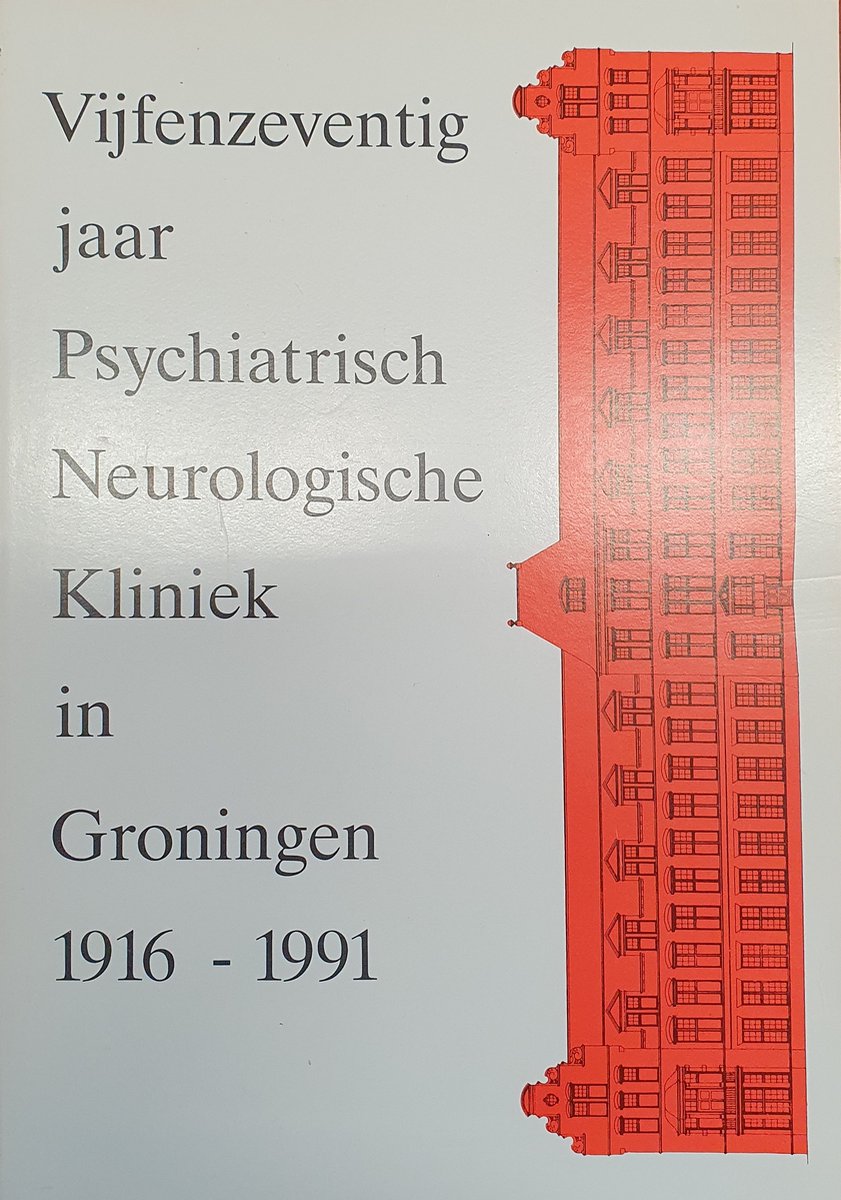 Vijfenzeventig
jaar
Psychiatrisch
Neurologische
Kliniek
in
Groningen
1916 - 1991